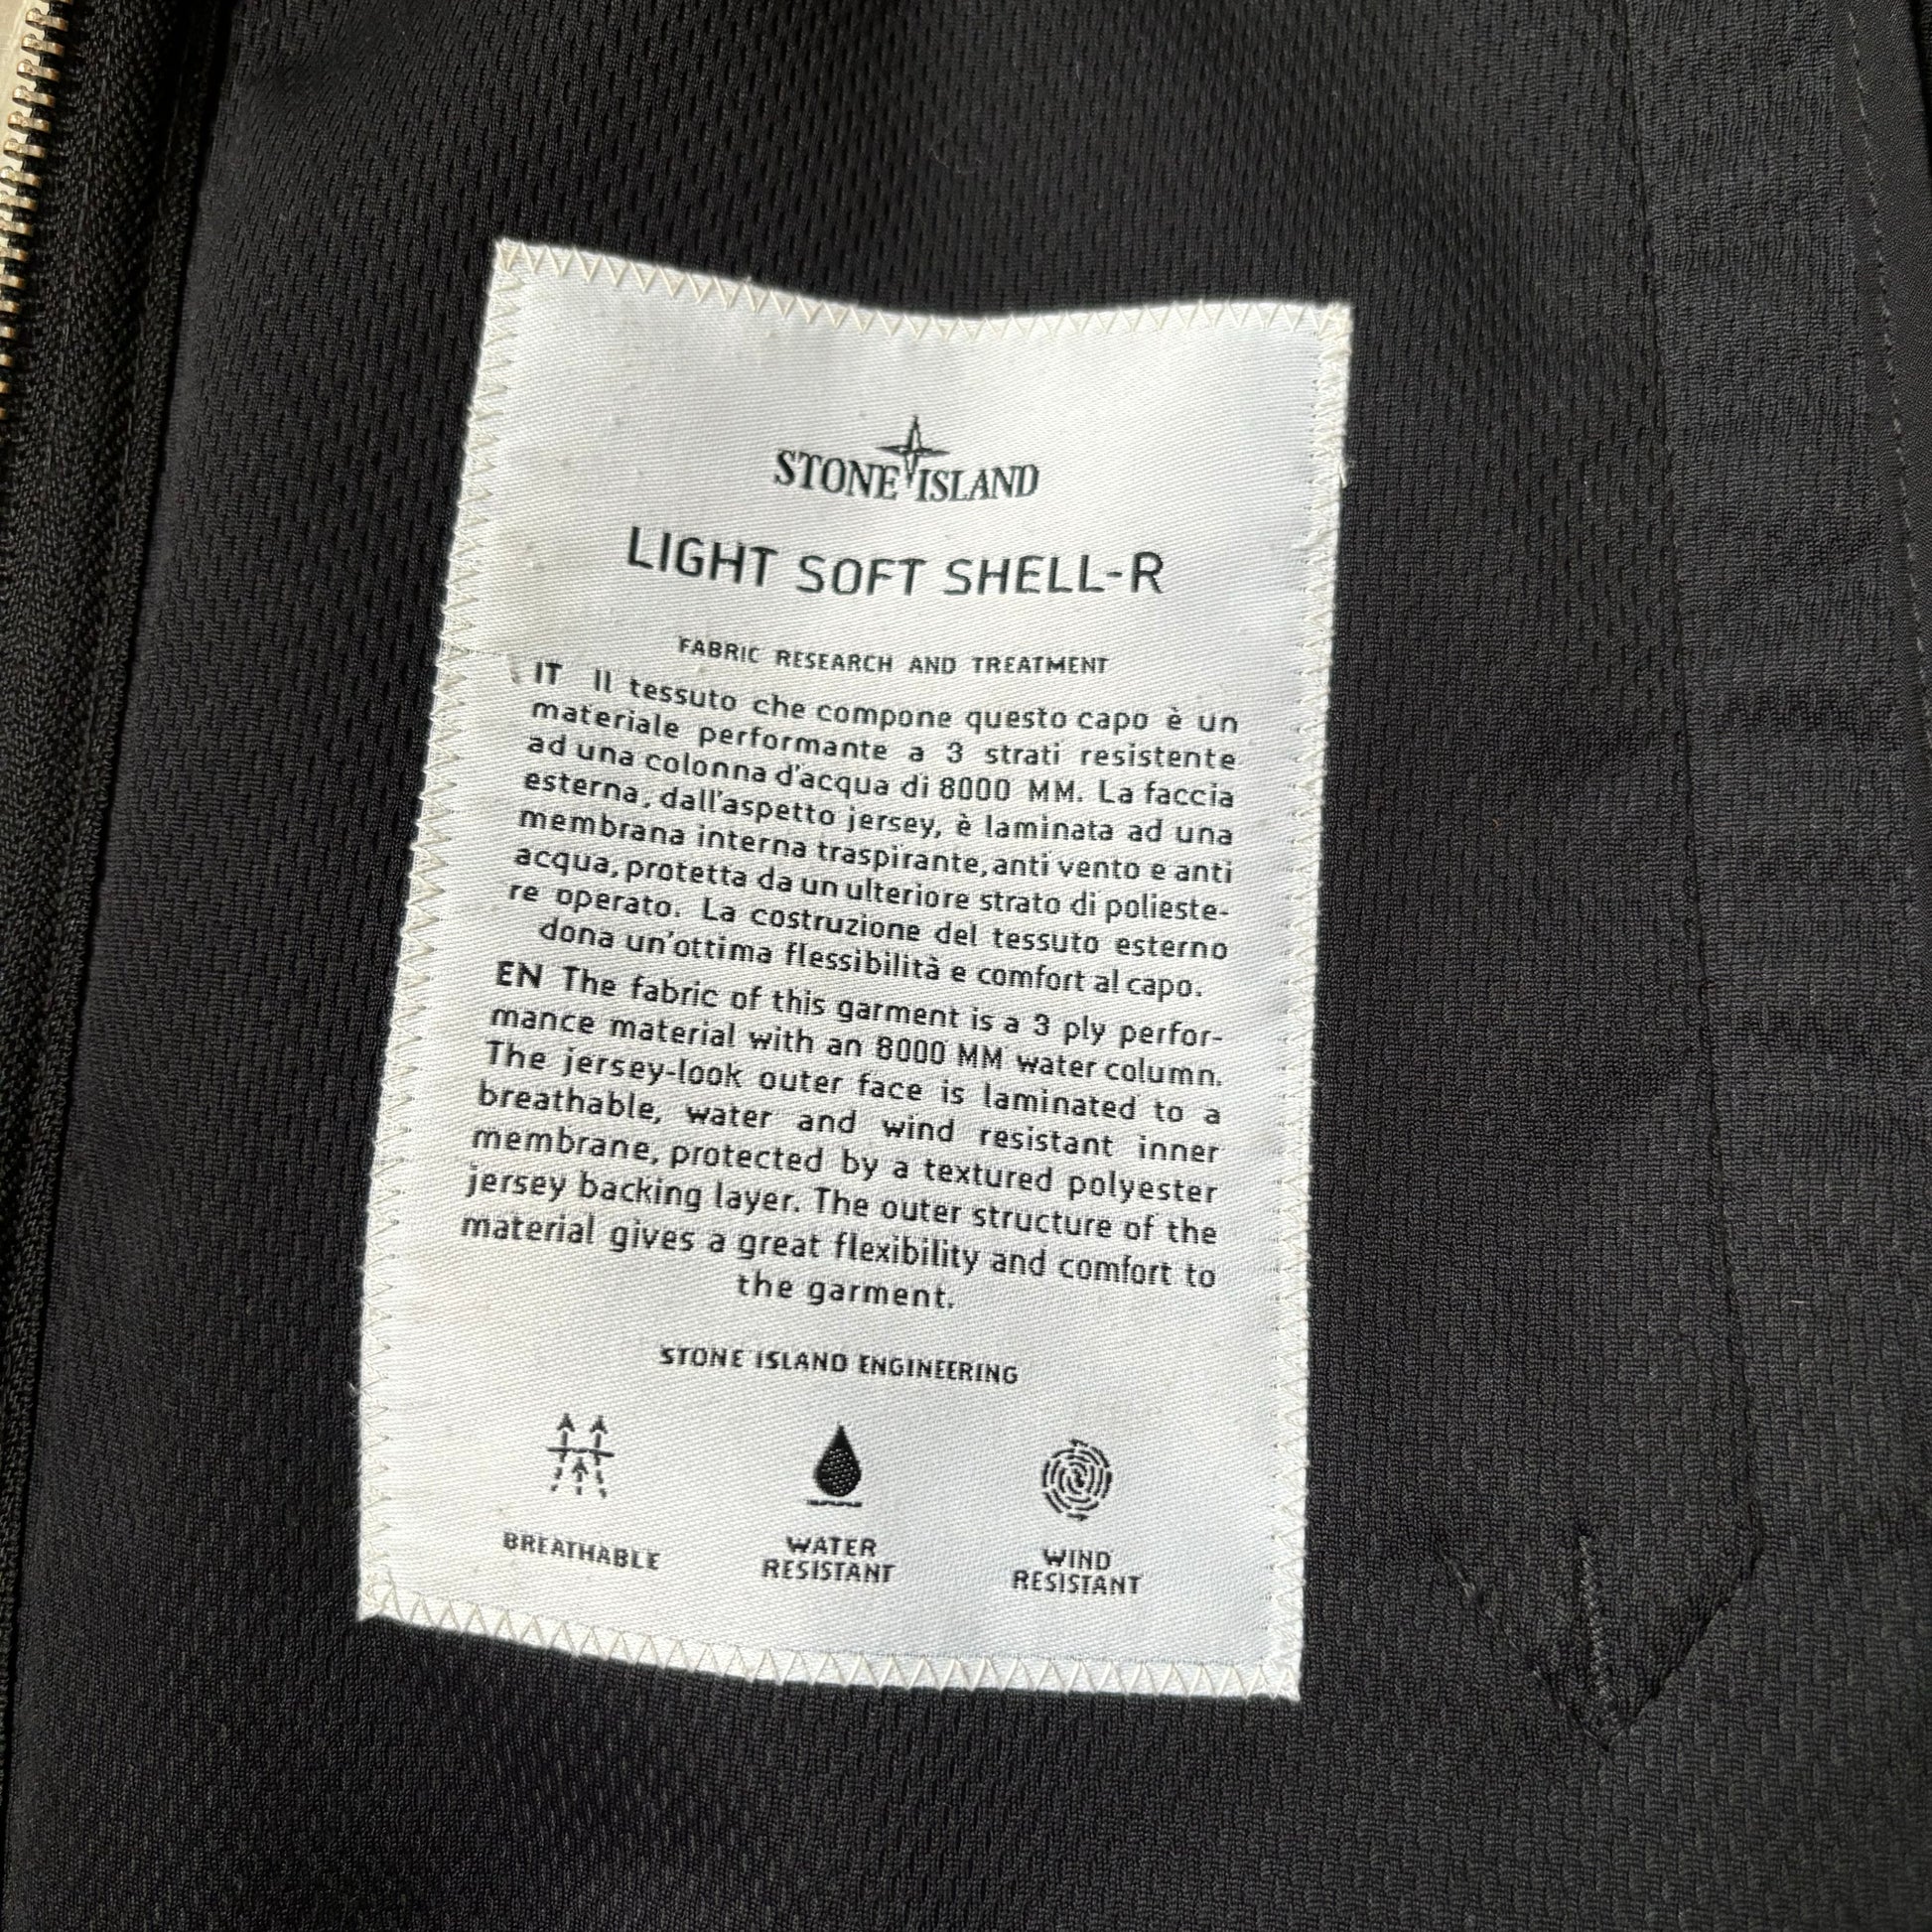 STONE ISLAND
LIGHT SOFT SHELL-R
FABRIC RESEARCH AND TREATMENT
IT Il tessuto che compone questo capo è un
materiale performante a 3 strati resistente
ad una colonna d'acqua di 8000 MM. La faccia
esterna, dall'aspetto jersey, è laminata ad una
membrana interna traspirante, anti vento e anti
acqua, protetta da un ulteriore strato di polieste-
re operato. La costruzione del tessuto esterno
dona un'ottima flessibilità e comfort al capo.
EN The fabric of this garment is a 3 ply perfor-
mance material with an 8000 MM water column.
The jersey-look outer face is laminated to a
breathable, water and wind resistant inner
membrane, protected by a textured polyester
jersey backing layer. The outer structure of the
material gives a great flexibility and comfort to
the garment.
STONE ISLAND ENGINEERING
BREATHABLE
WATER
RESISTANT
WIND
RESISTANT